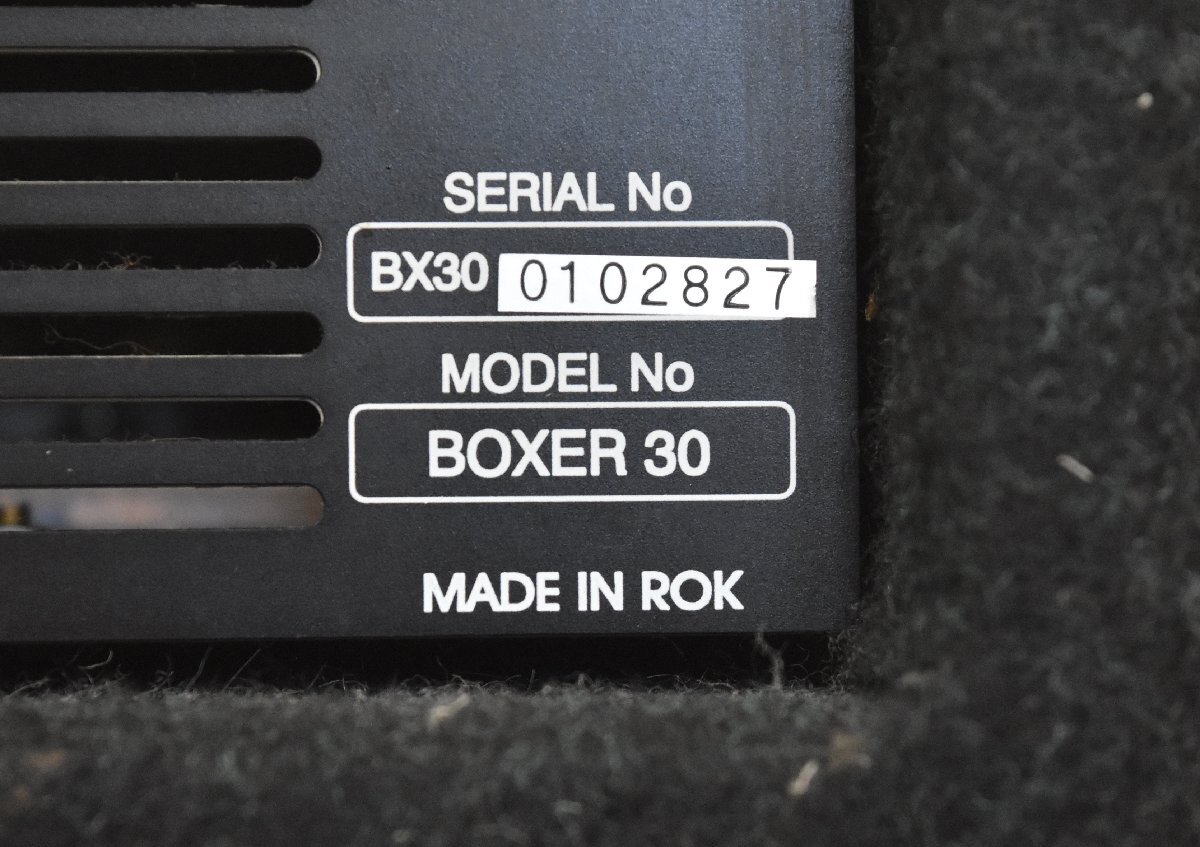 SERIAL No
BX30 0102827
MODEL No
BOXER 30
MADE IN ROK